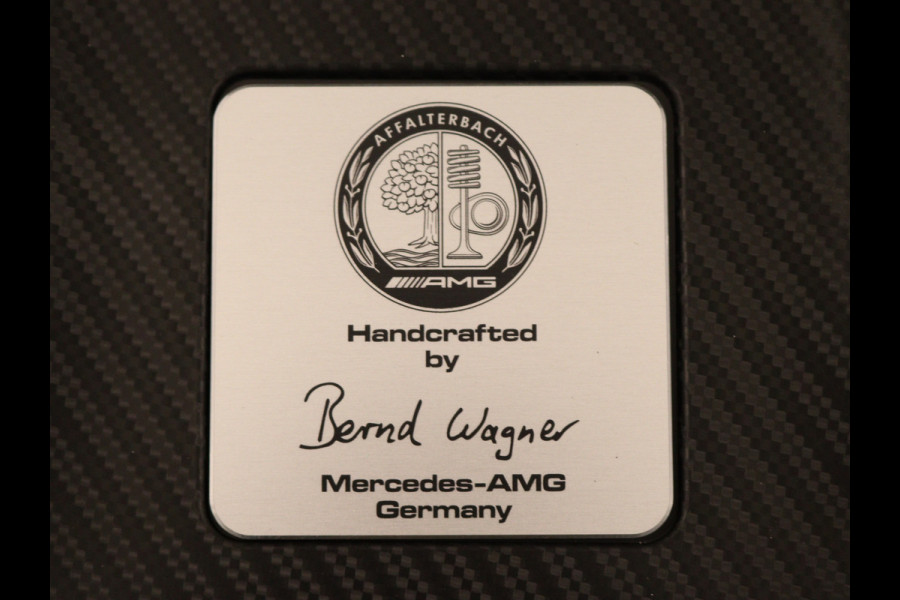 AFFALTERBACH
AMG
Handcrafted
by
Bernd Wagner
Mercedes-AMG
Germany